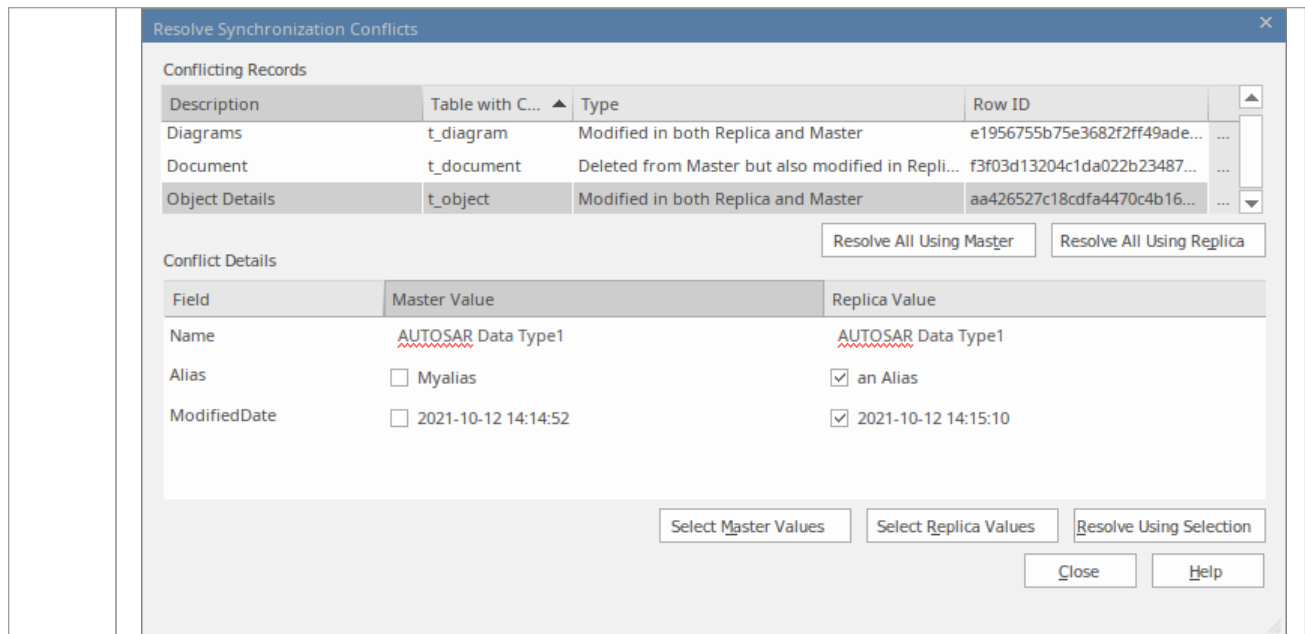 Resolve Synchronization Conflicts
Conflicting Records
Description Table with C... Type Row ID
Diagrams t_diagram Modified in both Replica and Master e1956755b75e3682f2ff49ade... ...
Document t_document Deleted from Master but also modified in Repli... f3f03d13204c1da022b23487... ...
Object Details t_object Modified in both Replica and Master aa426527c18cdfa4470c4b16... ...
Resolve All Using Master Resolve All Using Replica
Conflict Details
Field Master Value Replica Value
Name AUTOSAR Data Type1 AUTOSAR Data Type1
Alias Myalias an Alias
ModifiedDate 2021-10-12 14:14:52 2021-10-12 14:15:10
Select Master Values Select Replica Values Resolve Using Selection
Close Help